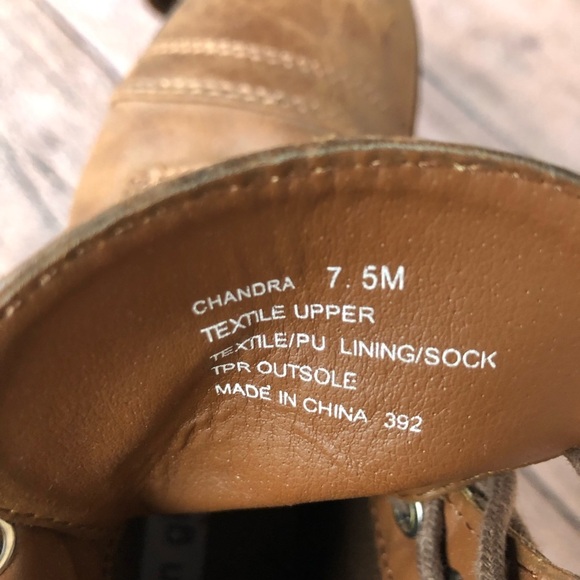 CHANDRA 7.5M
TEXTILE UPPER
TEXTILE/PU LINING/SOCK
TPR OUTSOLE
MADE IN CHINA 392